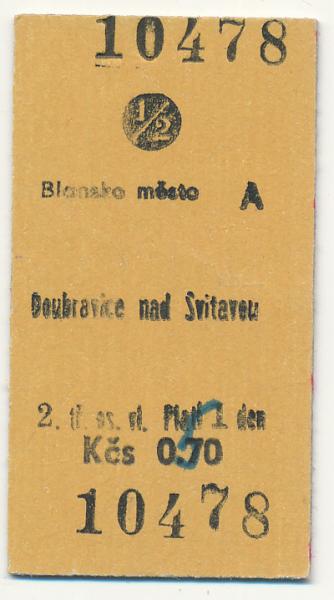 10478
1/2
Blansko město A
Doubravice nad Svitavou
2. tř. os. vl. Platí 1 den
Kčs 0,70
10478